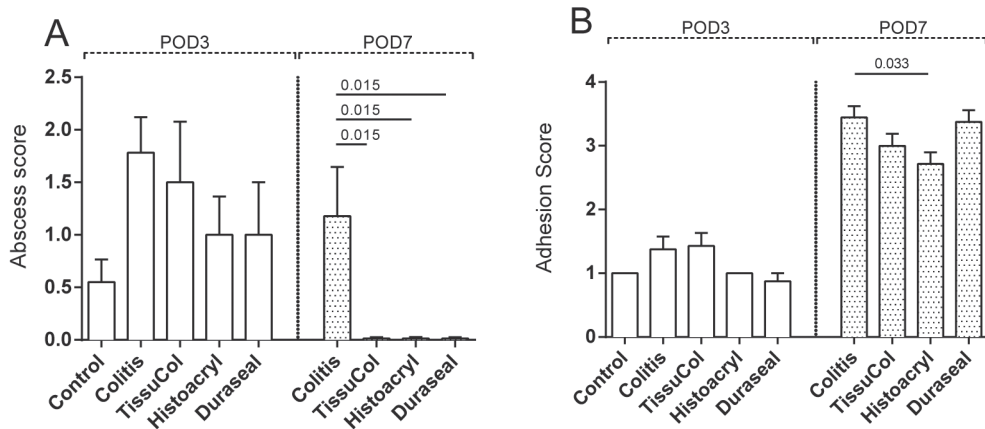 A
POD3
POD7
Abscess score
2.5
2.0
1.5
1.0
0.5
0.0
0.015
0.015
0.015
Control
Colitis
TissuCol
Histoacryl
Duraseal
Colitis
TissuCol
Histoacryl
Duraseal
B
POD3
POD7
Adhesion Score
4
3
2
1
0
0.033
Control
Colitis
TissuCol
Histoacryl
Duraseal
Colitis
TissuCol
Histoacryl
Duraseal